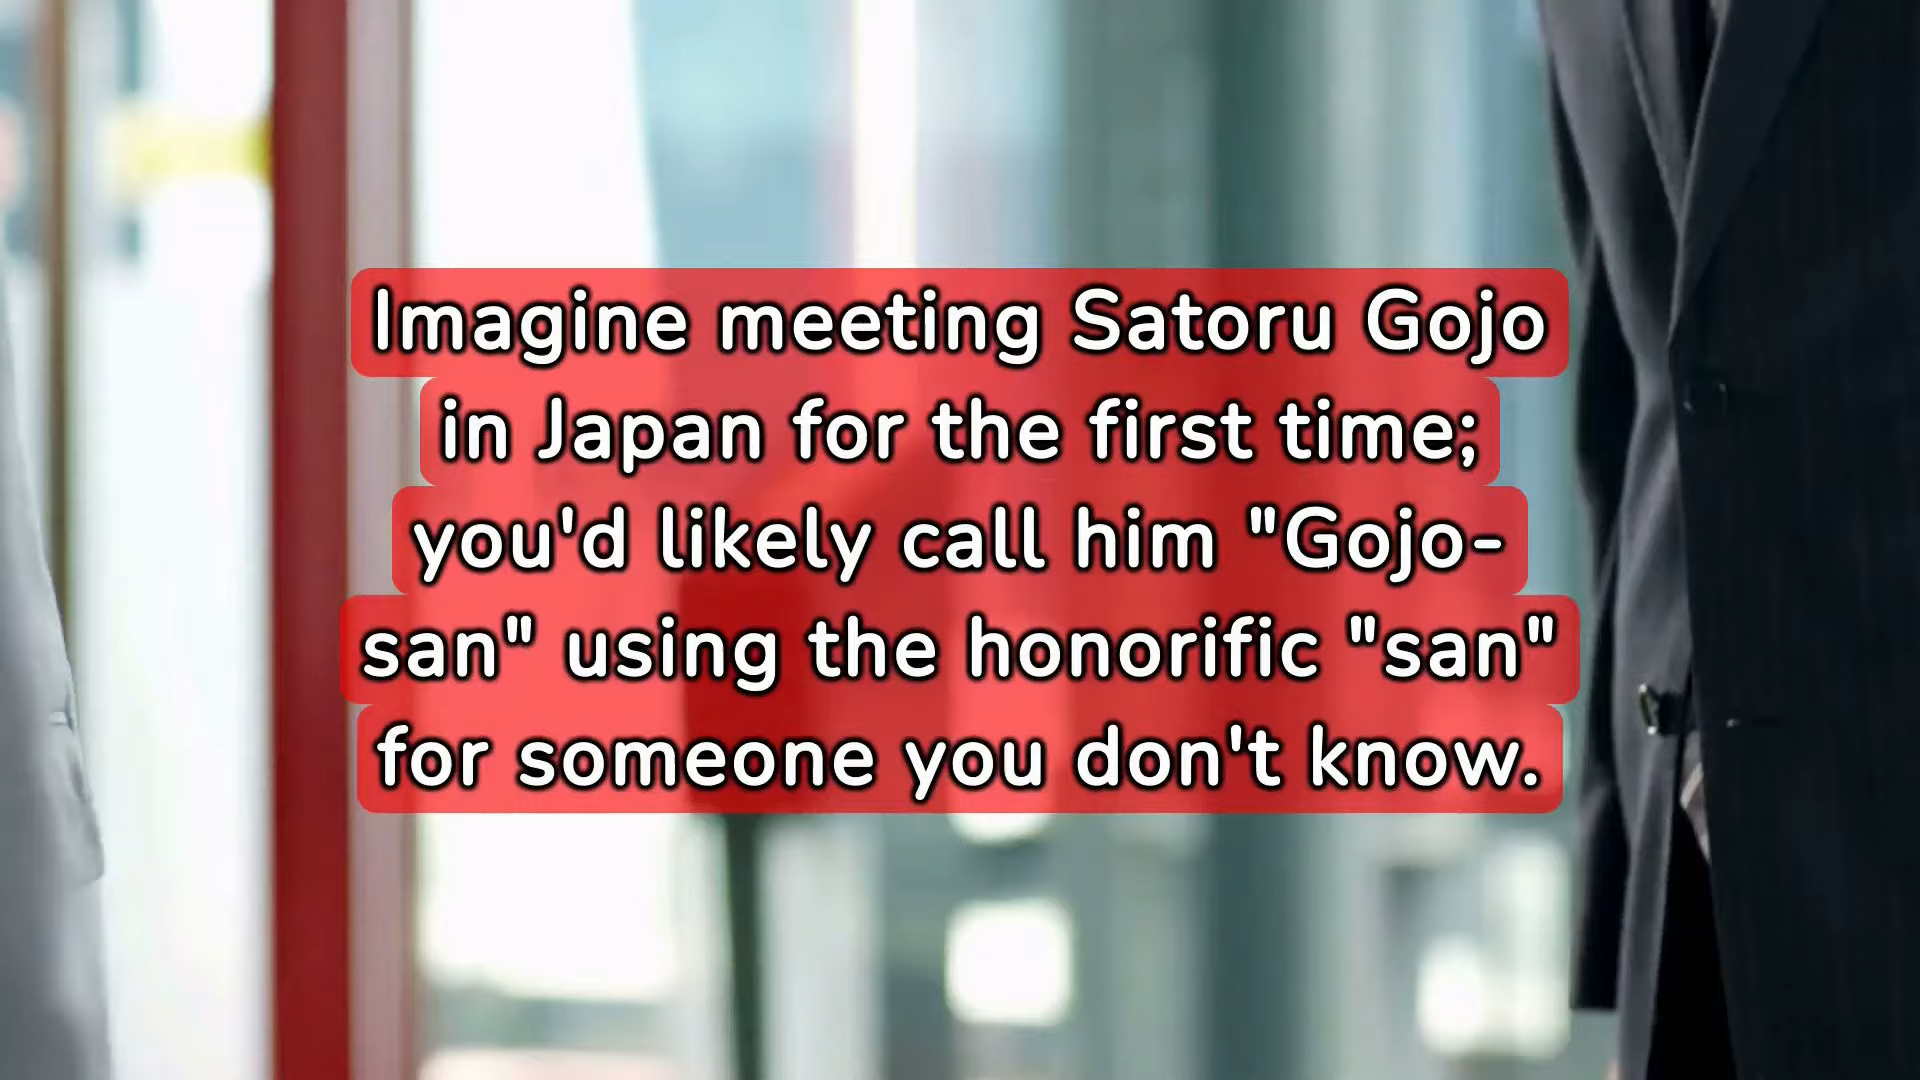 Imagine meeting Satoru Gojo
in Japan for the first time;
you'd likely call him "Gojo-
san" using the honorific "san"
for someone you don't know.